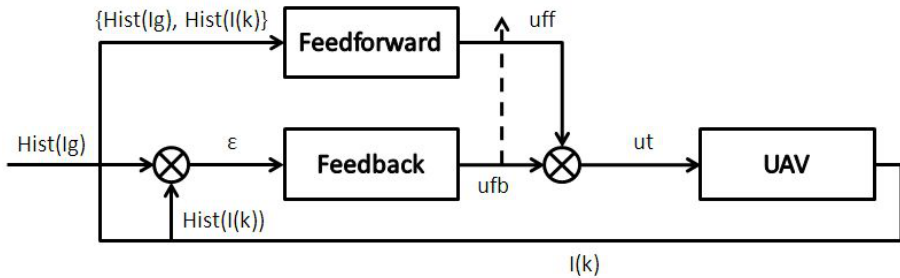 {Hist(Ig), Hist(I(k)}
Feedforward
uff
Hist(Ig)
ε
Feedback
ufb
ut
UAV
Hist(I(k))
I(k)